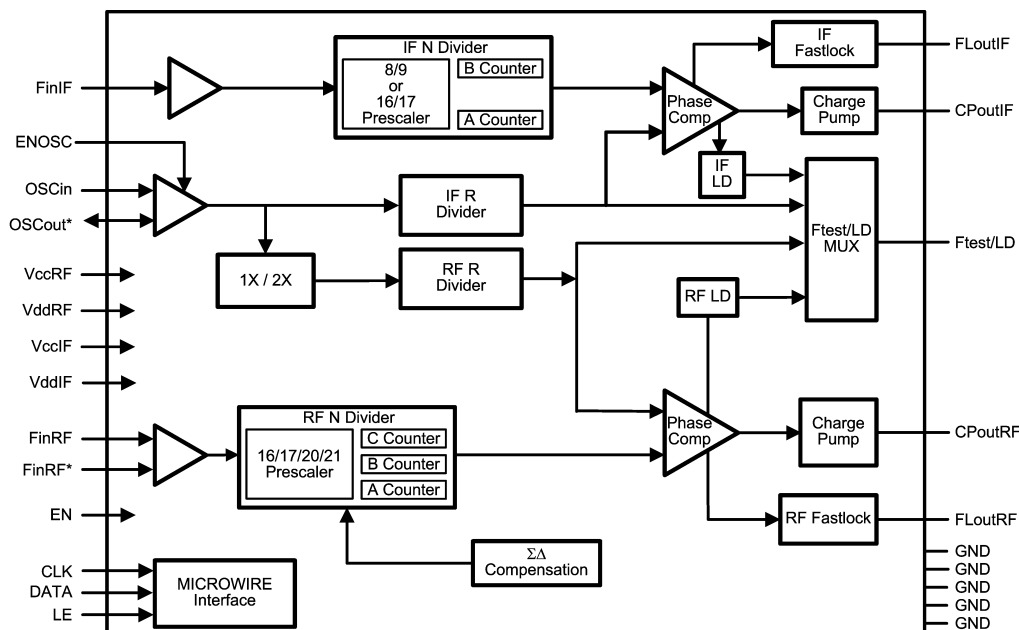 FinIF
ENOSC
OSCin
OSCout*
VccRF
VddRF
VccIF
VddIF
FinRF
FinRF*
EN
CLK
DATA
LE
IF N Divider
8/9
or
16/17
Prescaler
B Counter
A Counter
IF R
Divider
1X / 2X
RF R
Divider
RF N Divider
16/17/20/21
Prescaler
C Counter
B Counter
A Counter
ΣΔ
Compensation
MICROWIRE
Interface
Phase
Comp
IF
LD
RF LD
Phase
Comp
IF
Fastlock
Charge
Pump
Ftest/LD
MUX
Charge
Pump
RF Fastlock
FLoutIF
CPoutIF
Ftest/LD
CPoutRF
FLoutRF
GND
GND
GND
GND
GND